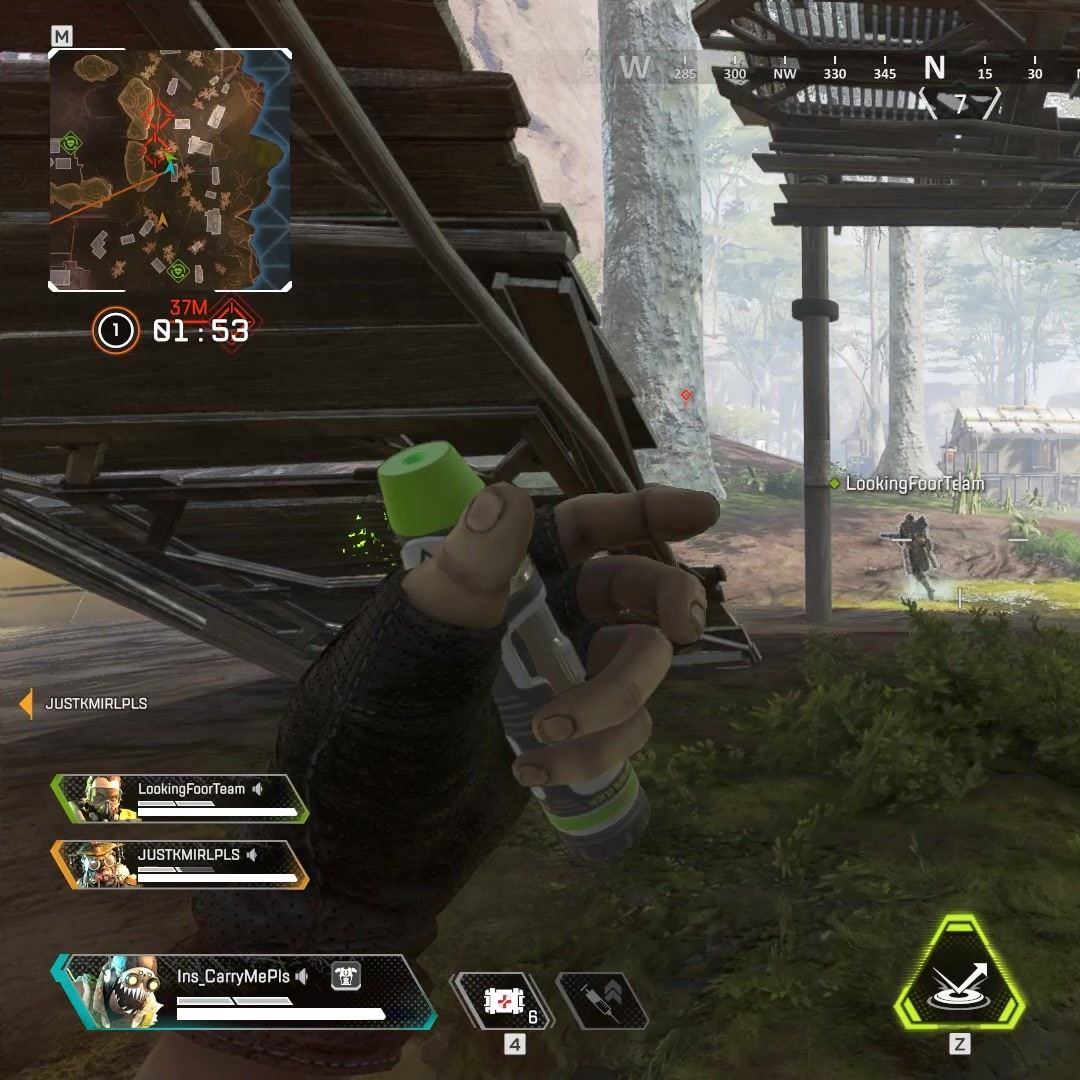 M
W 285 300 NW 330 345 N 15 30
7
37M
1 01:53
LookingFoorTeam
JUSTKMIRLPLS
LookingFoorTeam
JUSTKMIRLPLS
Ins_CarryMePls
6
4
Z